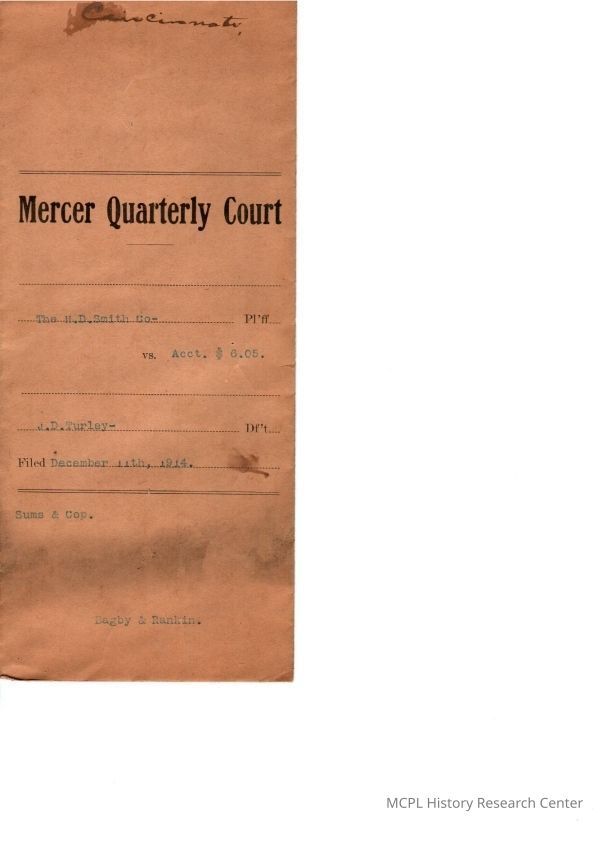 Cincinnati,
Mercer Quarterly Court
The H.D.Smith Co- Pl'ff
vs. Acct. $ 6.05.
J.D.Turley- Df't
Filed December 11th, 1914.
Sums & Cop.
Bagby & Rankin.
MCPL History Research Center